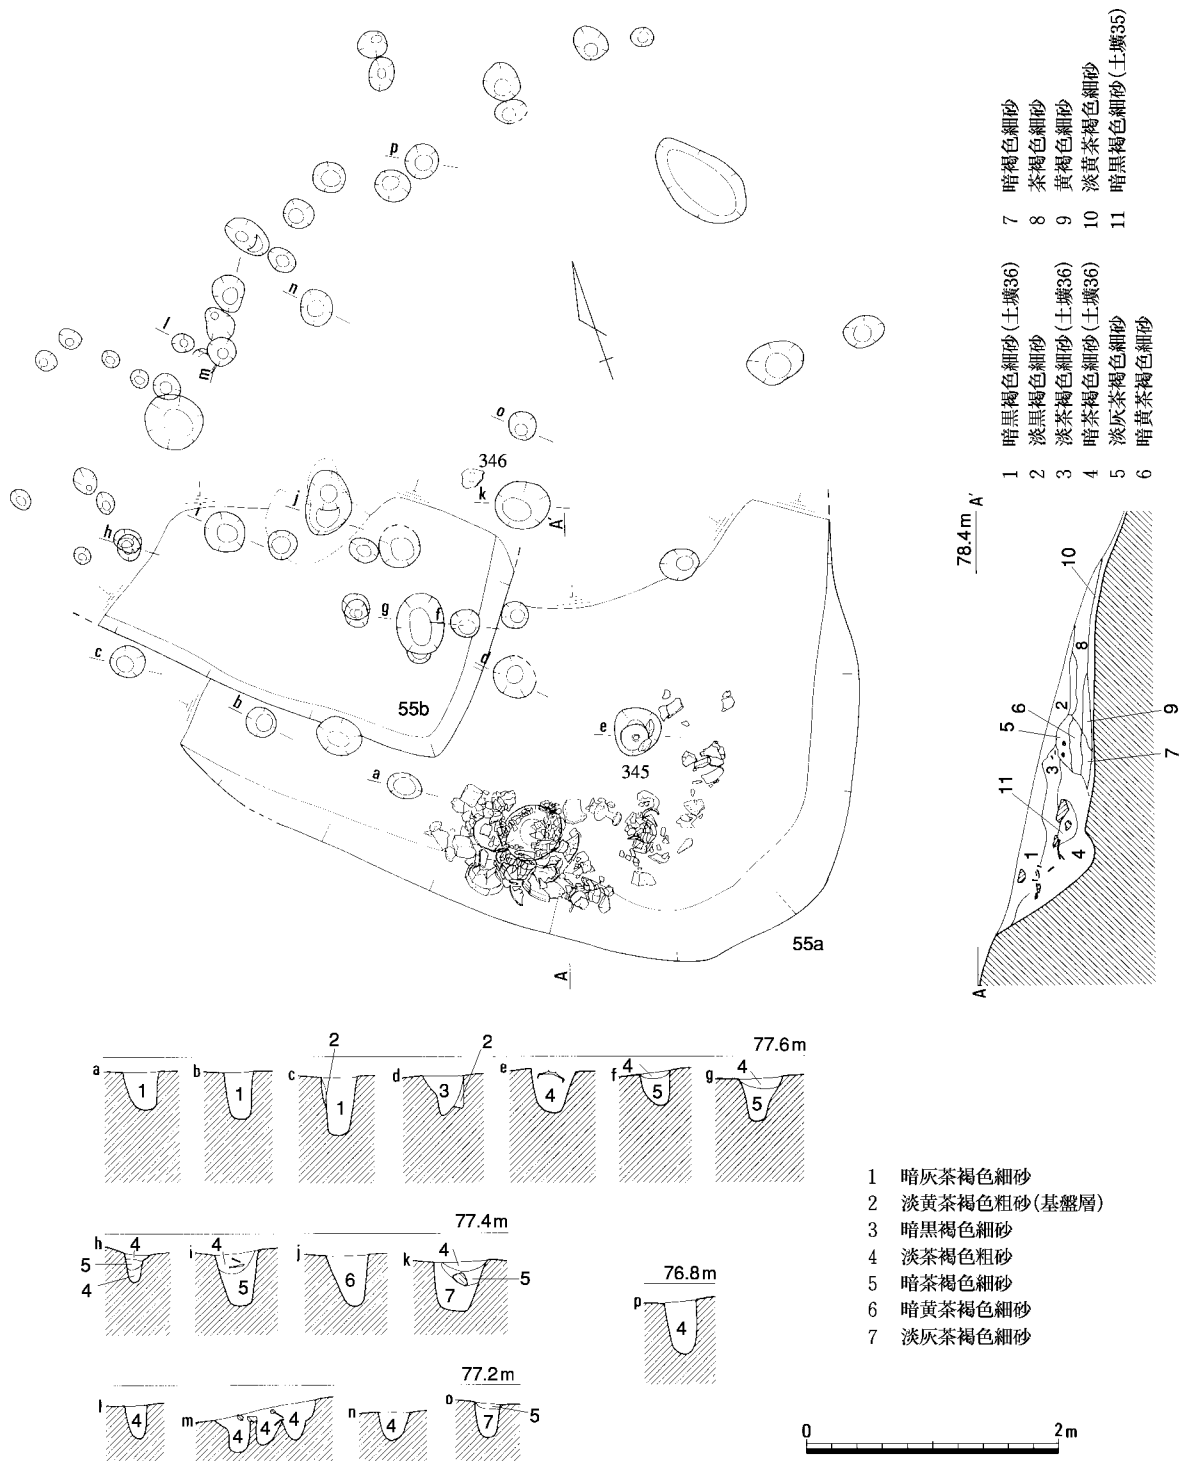 1 暗黒褐色細砂(土壙36)
2 淡黒褐色細砂
3 淡茶褐色細砂(土壙36)
4 暗茶褐色細砂(土壙36)
5 淡灰茶褐色細砂
6 暗黄茶褐色細砂
7 暗褐色細砂
8 茶褐色細砂
9 黄褐色細砂
10 淡黄茶褐色細砂
11 暗黒褐色細砂(土壙35)
p
n
l
m
o
346
k
A'
j
i
h
g
f
c
d
b
55b
e
345
a
55a
A
78.4m A'
10
8
2
6
5
9
7
3
11
1
4
A
2 2 77.6m
a b c d e f g
4 4
1 1 1 3 4 5 5
77.4m
h i j k
4 4 4
5 5 6 5
4 7
76.8m
p
4
77.2m
l m n o
4 4 4 4 4 7 5
1 暗灰茶褐色細砂
2 淡黄茶褐色粗砂(基盤層)
3 暗黒褐色細砂
4 淡茶褐色粗砂
5 暗茶褐色細砂
6 暗黄茶褐色細砂
7 淡灰茶褐色細砂
0 2m